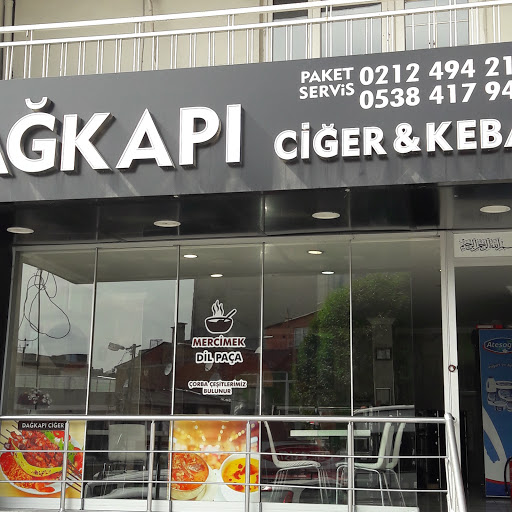 AĞKAPI
PAKET SERVİS
0212 494 21
0538 417 94
CİĞER & KEBA
MERCİMEK
DİL PAÇA
ÇORBA ÇEŞİTLERİMİZ
BULUNUR
DAĞKAPI CİĞER